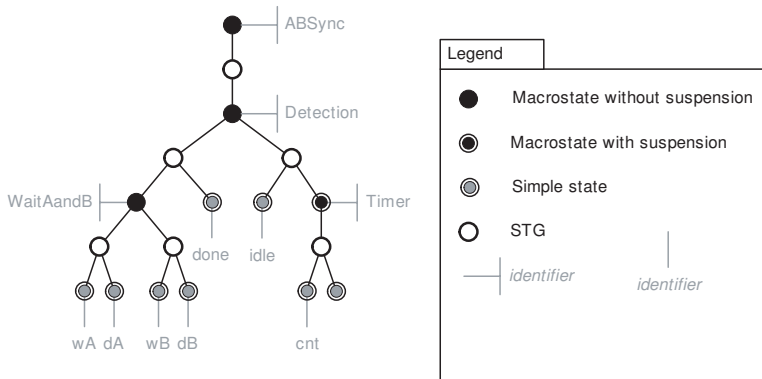 ABSync
Detection
WaitAandB
Timer
done
idle
wA dA wB dB cnt
Legend
Macrostate without suspension
Macrostate with suspension
Simple state
STG
identifier
identifier